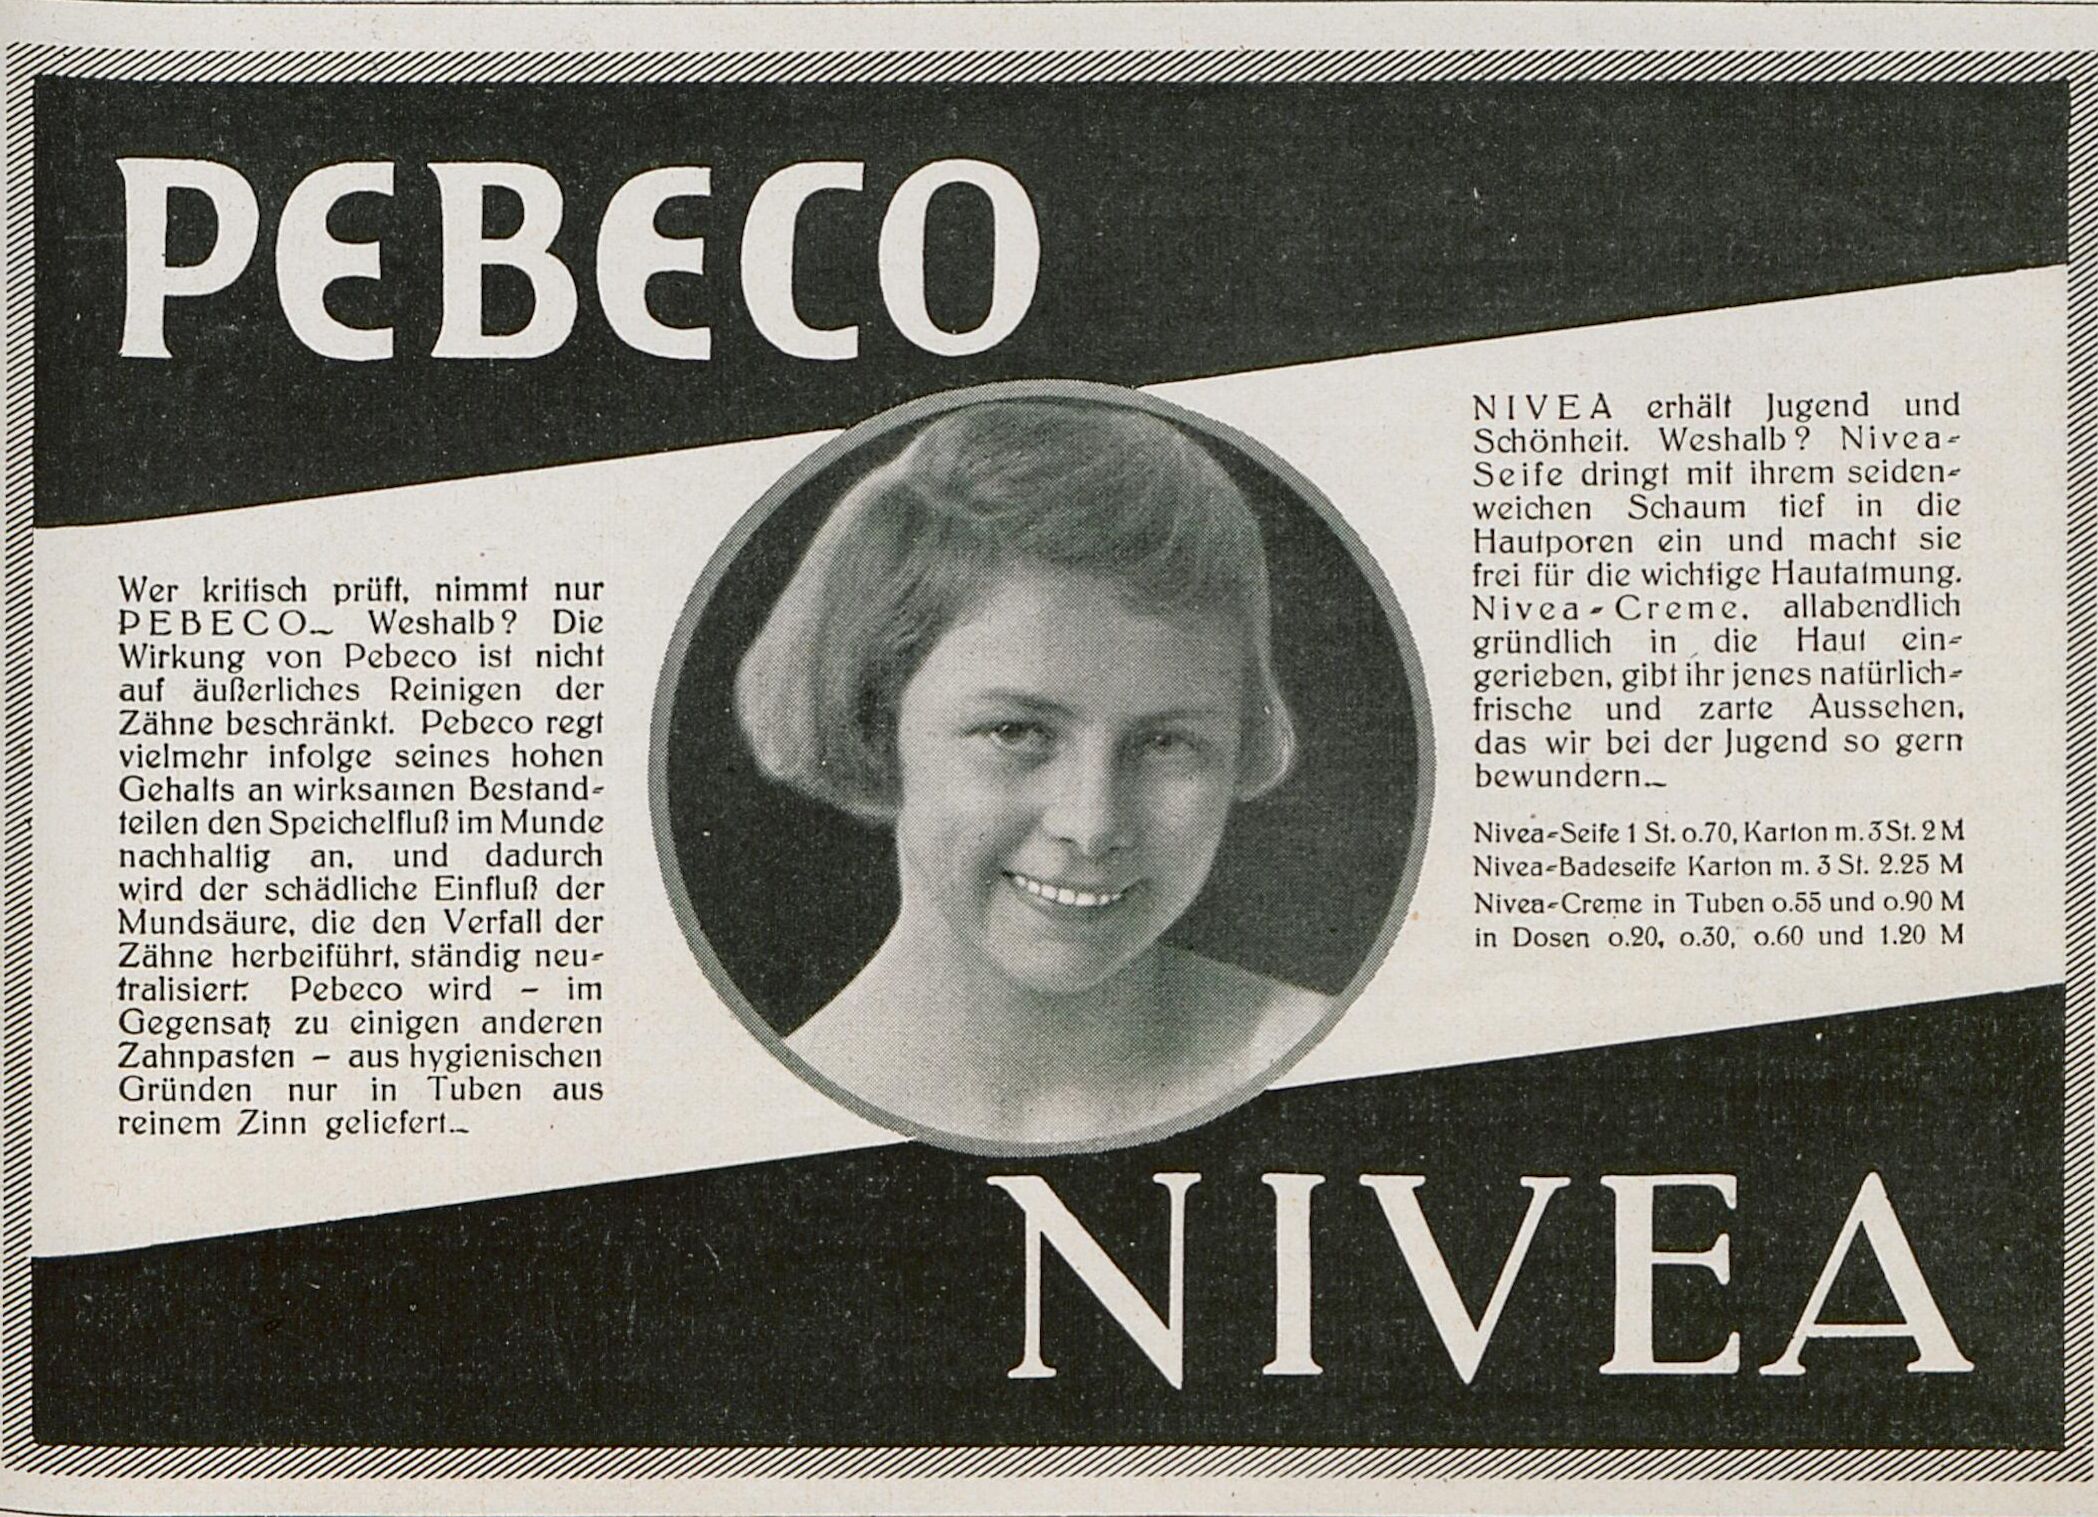 PEBECO
Wer kritisch prüft, nimmt nur
PEBECO_ Weshalb? Die
Wirkung von Pebeco ist nicht
auf äußerliches Reinigen der
Zähne beschränkt. Pebeco regt
vielmehr infolge seines hohen
Gehalts an wirksamen Bestand-
teilen den Speichelfluß im Munde
nachhaltig an, und dadurch
wird der schädliche Einfluß der
Mundsäure, die den Verfall der
Zähne herbeiführt, ständig neu-
tralisiert. Pebeco wird – im
Gegensatz zu einigen anderen
Zahnpasten – aus hygienischen
Gründen nur in Tuben aus
reinem Zinn geliefert._
NIVEA erhält Jugend und
Schönheit. Weshalb? Nivea-
Seife dringt mit ihrem seiden-
weichen Schaum tief in die
Hautporen ein und macht sie
frei für die wichtige Hautatmung.
Nivea-Creme, allabendlich
gründlich in die Haut ein-
gerieben, gibt ihr jenes natürlich-
frische und zarte Aussehen,
das wir bei der Jugend so gern
bewundern._
Nivea-Seife 1 St. 0.70, Karton m. 3 St. 2 M
Nivea-Badeseife Karton m. 3 St. 2.25 M
Nivea-Creme in Tuben 0.55 und 0.90 M
in Dosen 0.20, 0.30, 0.60 und 1.20 M
NIVEA